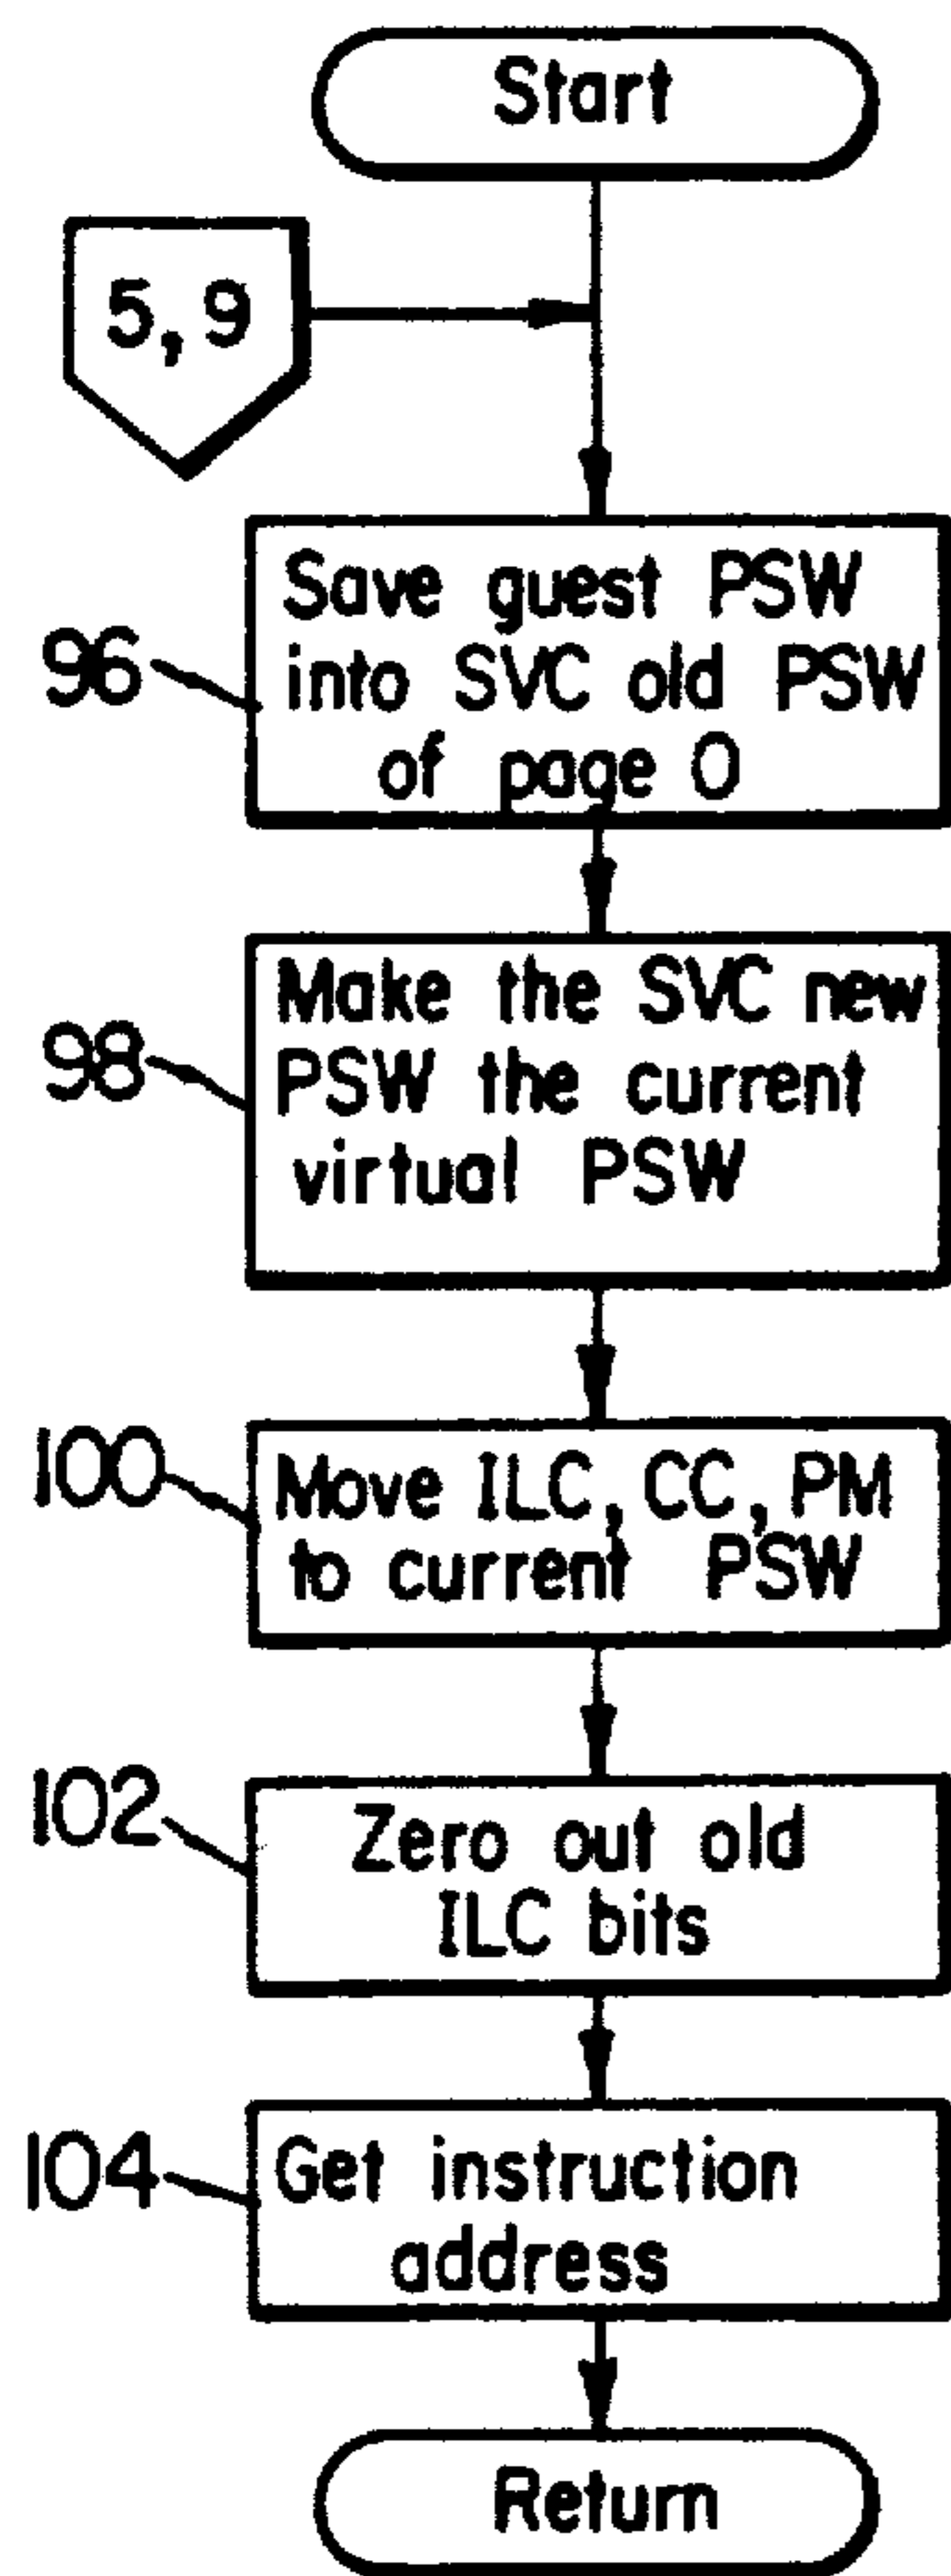 Start
5,9
96
Save guest PSW
into SVC old PSW
of page 0
98
Make the SVC new
PSW the current
virtual PSW
100
Move ILC, CC, PM
to current PSW
102
Zero out old
ILC bits
104
Get instruction
address
Return